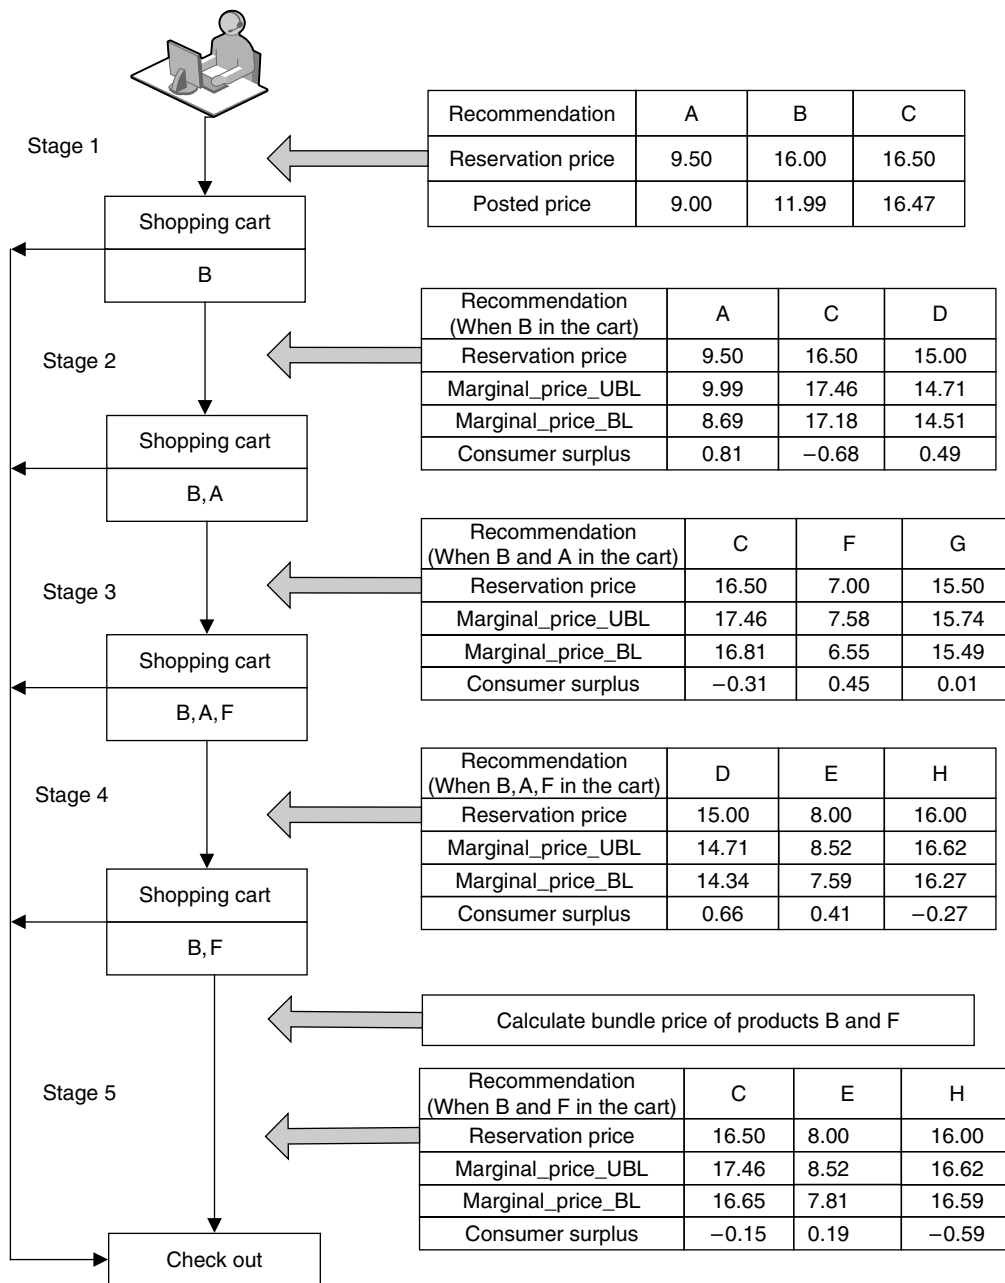 Stage 1
Recommendation A B C
Reservation price 9.50 16.00 16.50
Posted price 9.00 11.99 16.47
Shopping cart
B
Stage 2
Recommendation
(When B in the cart) A C D
Reservation price 9.50 16.50 15.00
Marginal_price_UBL 9.99 17.46 14.71
Marginal_price_BL 8.69 17.18 14.51
Consumer surplus 0.81 −0.68 0.49
Shopping cart
B, A
Stage 3
Recommendation
(When B and A in the cart) C F G
Reservation price 16.50 7.00 15.50
Marginal_price_UBL 17.46 7.58 15.74
Marginal_price_BL 16.81 6.55 15.49
Consumer surplus −0.31 0.45 0.01
Shopping cart
B, A, F
Stage 4
Recommendation
(When B, A, F in the cart) D E H
Reservation price 15.00 8.00 16.00
Marginal_price_UBL 14.71 8.52 16.62
Marginal_price_BL 14.34 7.59 16.27
Consumer surplus 0.66 0.41 −0.27
Shopping cart
B, F
Calculate bundle price of products B and F
Stage 5
Recommendation
(When B and F in the cart) C E H
Reservation price 16.50 8.00 16.00
Marginal_price_UBL 17.46 8.52 16.62
Marginal_price_BL 16.65 7.81 16.59
Consumer surplus −0.15 0.19 −0.59
Check out